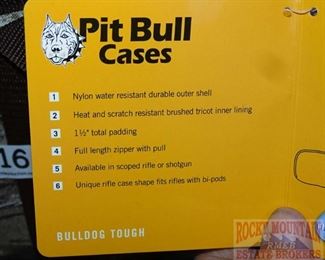 Pit Bull
Cases
1 Nylon water resistant durable outer shell
2 Heat and scratch resistant brushed tricot inner lining
3 1½" total padding
4 Full length zipper with pull
5 Available in scoped rifle or shotgun
6 Unique rifle case shape fits rifles with bi-pods
16
BULLDOG TOUGH
ROCKY MOUNTAIN
RMEB
ESTATE BROKERS